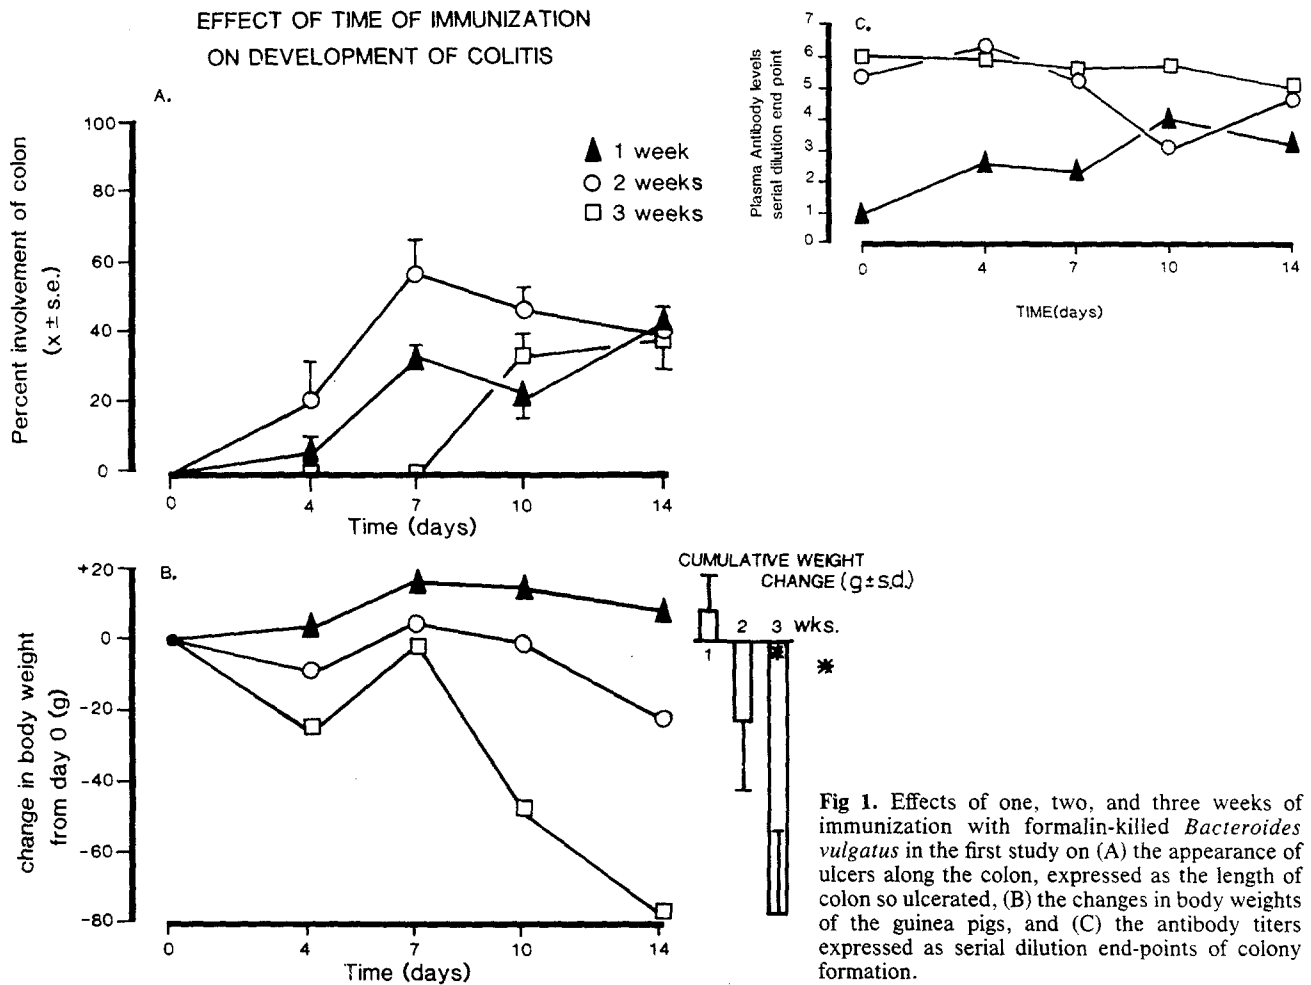 EFFECT OF TIME OF IMMUNIZATION
ON DEVELOPMENT OF COLITIS
A.
Percent involvement of colon
(x ± s.e.)
100
80
60
40
20
0
1 week
2 weeks
3 weeks
0 4 7 10 14
Time (days)
C.
Plasma Antibody levels
serial dilution end point
7
6
5
4
3
2
1
0
0 4 7 10 14
TIME(days)
B.
change in body weight
from day 0 (g)
+20
0
-20
-40
-60
-80
0 4 7 10 14
Time (days)
CUMULATIVE WEIGHT
CHANGE (g±s.d.)
1 2 3 wks.
* *
Fig 1. Effects of one, two, and three weeks of
immunization with formalin-killed Bacteroides
vulgatus in the first study on (A) the appearance of
ulcers along the colon, expressed as the length of
colon so ulcerated, (B) the changes in body weights
of the guinea pigs, and (C) the antibody titers
expressed as serial dilution end-points of colony
formation.